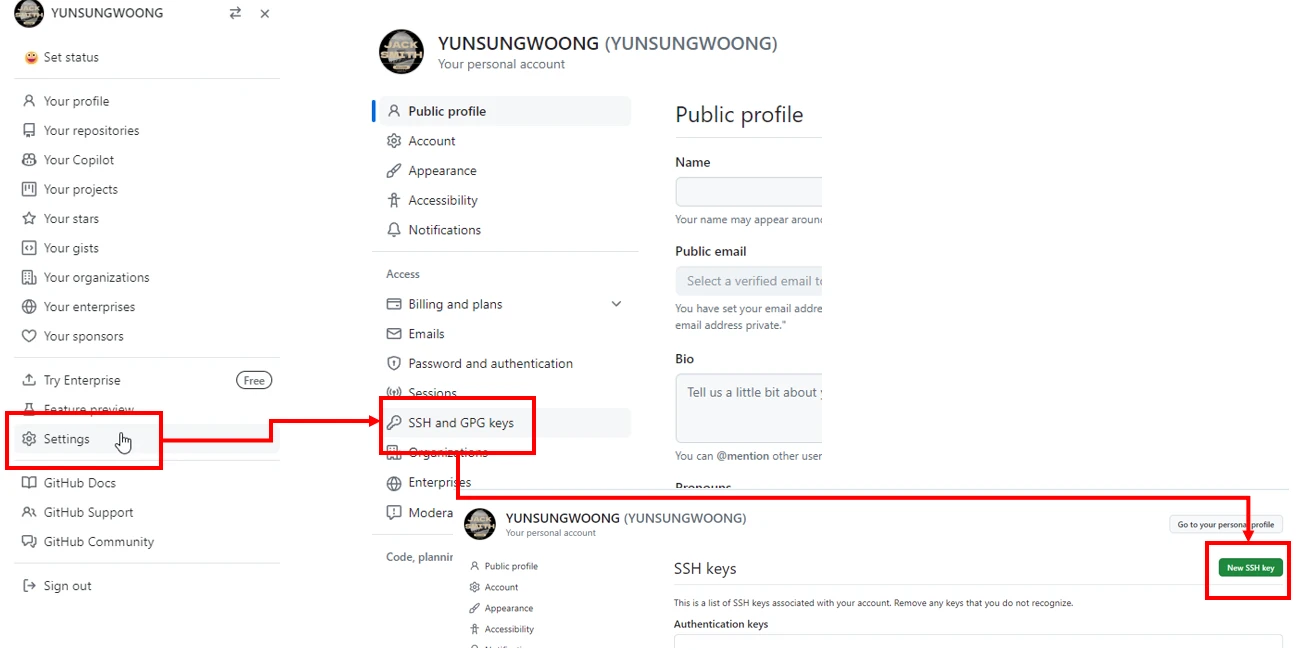 YUNSUNGWOONG
Set status
Your profile
Your repositories
Your Copilot
Your projects
Your stars
Your gists
Your organizations
Your enterprises
Your sponsors
Try Enterprise
Free
Feature preview
Settings
GitHub Docs
GitHub Support
GitHub Community
Sign out
JACK
SMITH
YUNSUNGWOONG (YUNSUNGWOONG)
Your personal account
Public profile
Account
Appearance
Accessibility
Notifications
Access
Billing and plans
Emails
Password and authentication
Sessions
SSH and GPG keys
Organizations
Enterprises
Modera
Code, plannin
Public profile
Name
Your name may appear aroun
Public email
Select a verified email to
You have set your email addre
email address private."
Bio
Tell us a little bit about
You can @mention other user
Pronouns
YUNSUNGWOONG (YUNSUNGWOONG)
Your personal account
Go to your personal profile
Public profile
Account
Appearance
Accessibility
SSH keys
New SSH key
This is a list of SSH keys associated with your account. Remove any keys that you do not recognize.
Authentication keys